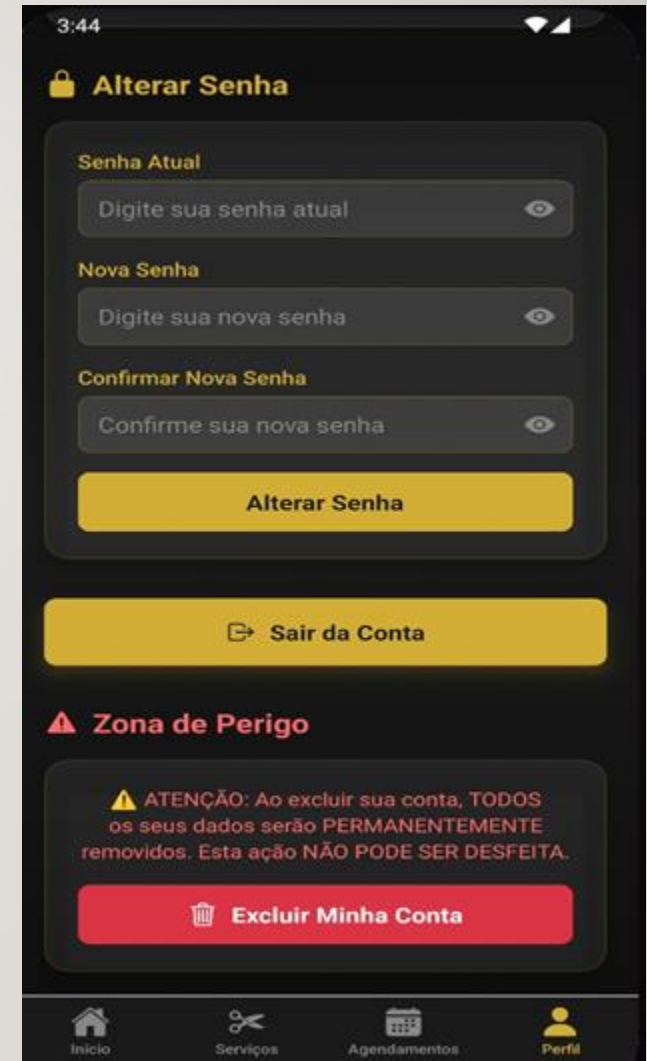 3:44
Alterar Senha
Senha Atual
Digite sua senha atual
Nova Senha
Digite sua nova senha
Confirmar Nova Senha
Confirme sua nova senha
Alterar Senha
Sair da Conta
Zona de Perigo
⚠️ ATENÇÃO: Ao excluir sua conta, TODOS
os seus dados serão PERMANENTEMENTE
removidos. Esta ação NÃO PODE SER DESFEITA.
Excluir Minha Conta
Início
Serviços
Agendamentos
Perfil